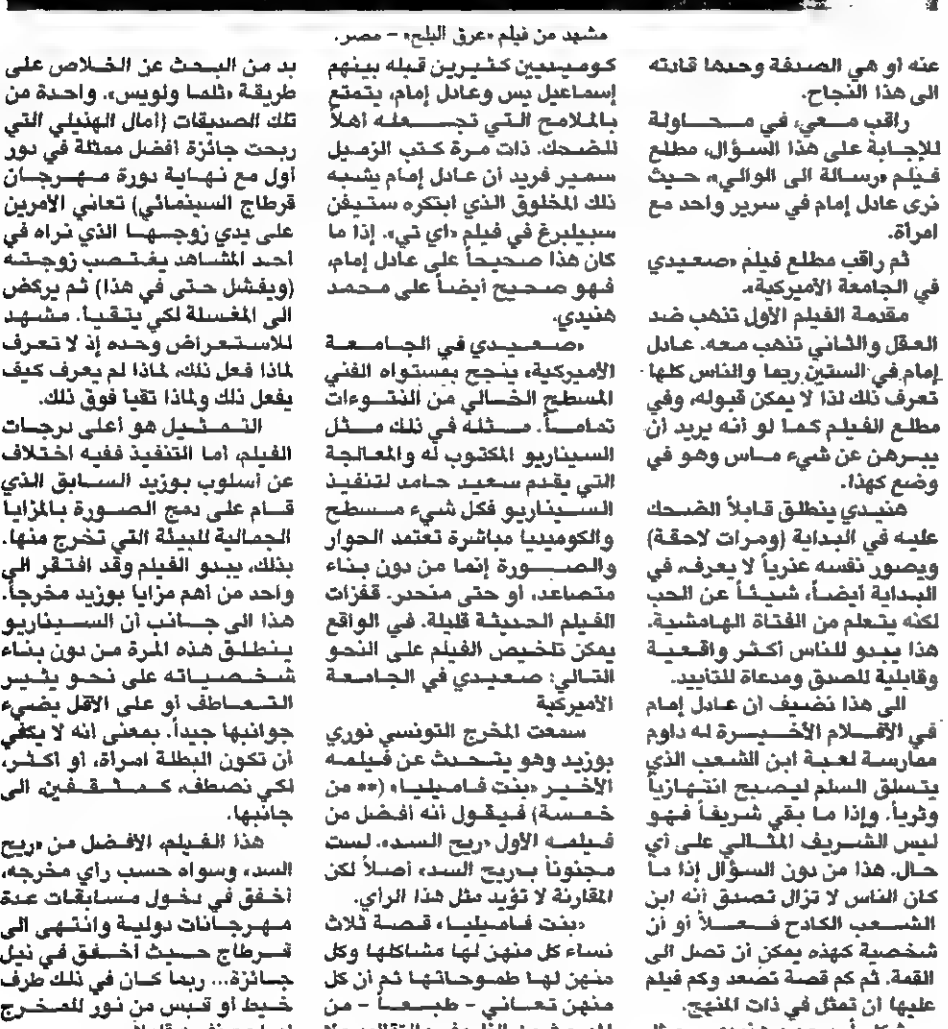 مشهد من فيلم «عرق البلح» - مصر.
عنه أو هي الصدفة وحدها قادته
الى هذا النجاح.
راقب معي، في محاولة
للإجابة على هذا السؤال، مطلع
فيلم «رسالة الى الوالي»، حيث
نرى عادل إمام في سرير واحد مع
امرأة.
ثم راقب مطلع فيلم «صعيدي
في الجامعة الأميركية».
مقدمة الفيلم الأول تذهب ضد
العقل والثاني تذهب معه. عادل
إمام في الستين ربما والناس كلها
تعرف ذلك لذا لا يمكن قبوله، وفي
مطلع الفيلم كما لو أنه يريد أن
يبرهن عن شيء ماس وهو في
وضع كهذا.
هنيدي ينطلق قابلاً الضحك
عليه في البداية (ومرات لاحقة)
ويصور نفسه عذرياً لا يعرف، في
البداية أيضاً، شيئاً عن الحب
لكنه يتعلم من الفتاة الهامشية.
هذا يبدو للناس أكثر واقعية
وقابلية للصدق ومدعاة للتأييد.
الى هذا نضيف أن عادل إمام
في الأفلام الأخيرة له داوم
ممارسة لعبة ابن الشعب الذي
يتسلق السلم ليصبح انتهازياً
وثرياً. وإذا ما بقي شريفاً فهو
ليس الشريف المثالي على أي
حال. هذا من دون السؤال إذا ما
كان الناس لا تزال تصدق أنه ابن
الشعب الكادح فعلاً أو أن
شخصية كهذه يمكن أن تصل الى
القمة. ثم كم قصة تصعد وكم فيلم
عليها أن تمثل في ذات المنهج.
كوميديين كثيرين قبله بينهم
إسماعيل يس وعادل إمام، يتمتع
بالملامح التي تجعله أهلاً
للضحك. ذات مرة كتب الزميل
سمير فريد أن عادل إمام يشبه
ذلك المخلوق الذي ابتكره ستيفن
سبيلبرغ في فيلم «اي تي». إذا ما
كان هذا صحيحاً على عادل إمام،
فهو صحيح أيضاً على محمد
هنيدي.
«صعيدي في الجامعة
الأميركية» ينجح بمستواه الفني
المسطح الخالي من النتوءات
تماماً. مثله في ذلك مثل
السيناريو المكتوب له والمعالجة
التي يقدم سعيد حامد لتنفيذ
السيناريو فكل شيء مسطح
والكوميديا مباشرة تعتمد الحوار
والصورة إنما من دون بناء
متصاعد، أو حتى منحدر. قفزات
الفيلم الحديثة قليلة. في الواقع
يمكن تلخيص الفيلم على النحو
التالي: صعيدي في الجامعة
الأميركية
سمعت المخرج التونسي نوري
بوزيد وهو يتحدث عن فيلمه
الأخير «بنت فاميليا» (** من
خمسة) فيقول أنه أفضل من
فيلمه الأول «ريح السد». لست
مجنوناً بـ«ريح السد» أصلاً لكن
المقارنة لا تؤيد مثل هذا الرأي.
«بنت فاميليا» قصة ثلاث
نساء كل منهن لها مشاكلها وكل
منهن لها طموحاتها ثم أن كل
منهن تعاني - طبعاً - من
بد من البحث عن الخلاص على
طريقة «ثلما ولويس». واحدة من
تلك الصديقات (أمال الهذيلي التي
ربحت جائزة أفضل ممثلة في دور
أول مع نهاية دورة مهرجان
قرطاج السينمائي) تعاني الأمرين
على يدي زوجها الذي نراه في
أحد المشاهد يغتصب زوجته
(ويفشل حتى في هذا) ثم يركض
الى المغسلة لكي يتقيأ. مشهد
للاستعراض وحده إذ لا تعرف
لماذا فعل ذلك، لماذا لم يعرف كيف
يفعل ذلك ولماذا تقيأ فوق ذلك.
التمثيل هو أعلى درجات
الفيلم، أما التنفيذ ففيه اختلاف
عن أسلوب بوزيد السابق الذي
قام على دمج الصورة بالمزايا
الجمالية للبيئة التي تخرج منها.
بذلك، يبدو الفيلم وقد افتقر الى
واحد من أهم مزايا بوزيد مخرجاً.
هذا الى جانب أن السيناريو
ينطلق هذه المرة من دون بناء
شخصياته على نحو يثير
التعاطف أو على الأقل يضيء
جوانبها جيداً. بمعنى أنه لا يكفي
أن تكون البطلة امرأة، أو أكثر،
لكي نصطف، كمثقفين، الى
جانبها.
هذا الفيلم، الأفضل من «ريح
السد» وسواه حسب رأي مخرجه،
أخفق في دخول مسابقات عدة
مهرجانات دولية وانتهى الى
قرطاج حيث أخفق في نيل
جائزة... ربما كان في ذلك طرف
خيط أو قبس من نور للمخرج